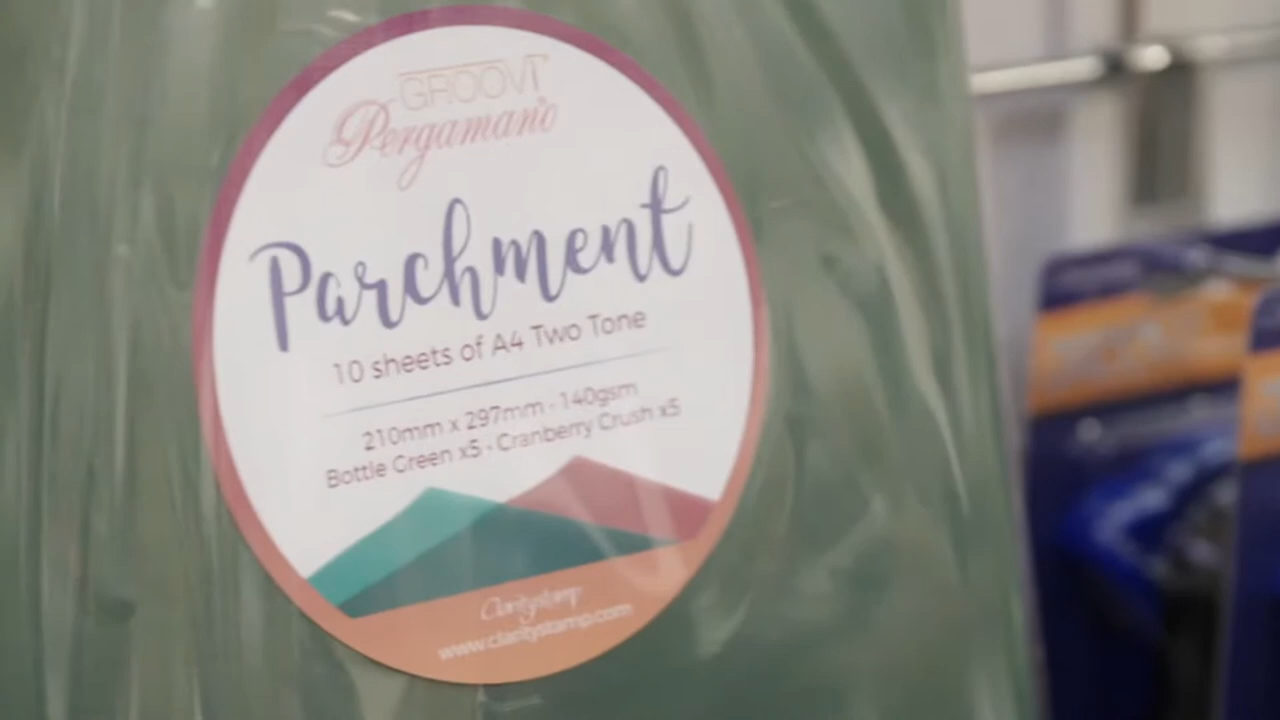 GROOVI
Pergamano
Parchment
10 sheets of A4 Two Tone
210mm x 297mm - 140gsm
Bottle Green x5 • Cranberry Crush x5
Claritystamp
www.claritystamp.com